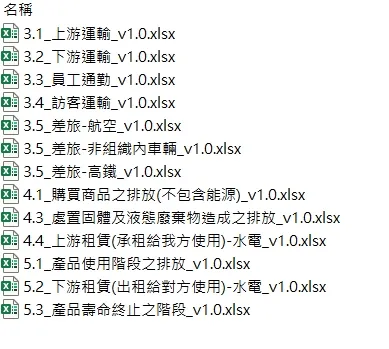 名稱
3.1_上游運輸_v1.0.xlsx
3.2_下游運輸_v1.0.xlsx
3.3_員工通勤_v1.0.xlsx
3.4_訪客運輸_v1.0.xlsx
3.5_差旅-航空_v1.0.xlsx
3.5_差旅-非組織內車輛_v1.0.xlsx
3.5_差旅-高鐵_v1.0.xlsx
4.1_購買商品之排放(不包含能源)_v1.0.xlsx
4.3_處置固體及液態廢棄物造成之排放_v1.0.xlsx
4.4_上游租賃(承租給我方使用)-水電_v1.0.xlsx
5.1_產品使用階段之排放_v1.0.xlsx
5.2_下游租賃(出租給對方使用)-水電_v1.0.xlsx
5.3_產品壽命終止之階段_v1.0.xlsx